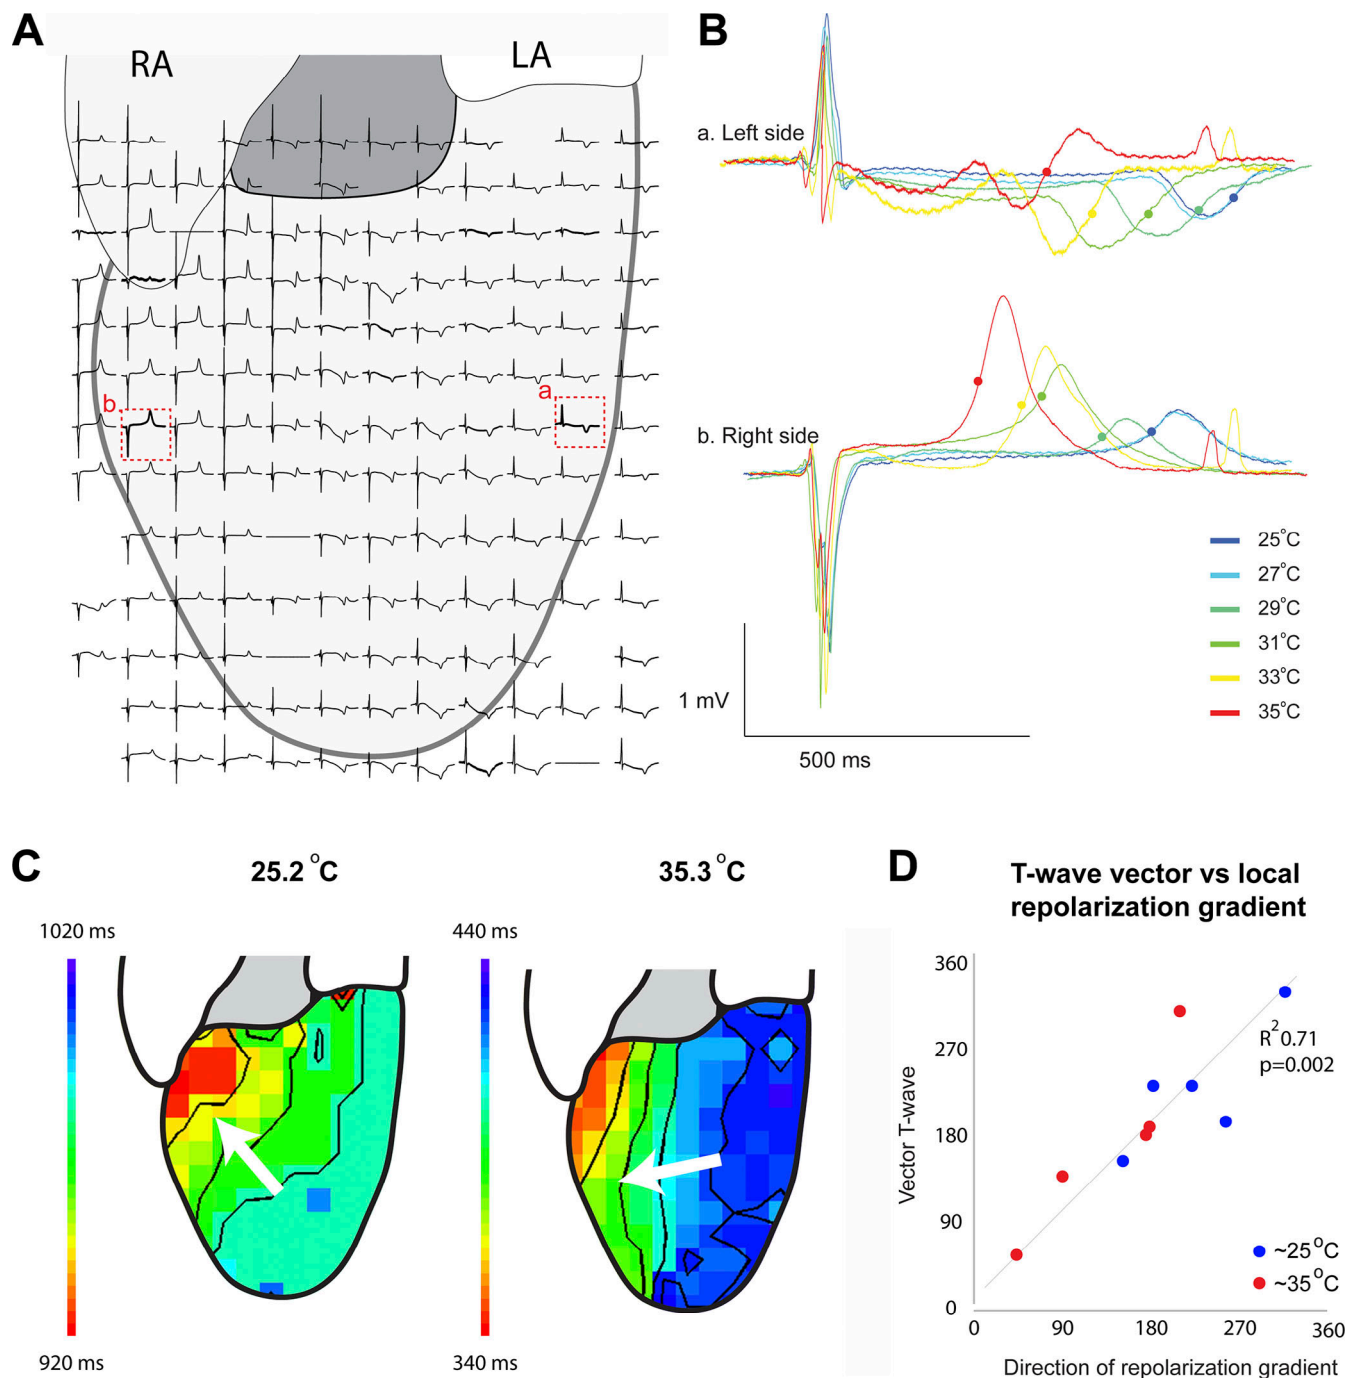 A
RA
LA
b
a
B
a. Left side
b. Right side
25°C
27°C
29°C
31°C
33°C
35°C
1 mV
500 ms
C
25.2 °C
35.3 °C
1020 ms
920 ms
440 ms
340 ms
D
T-wave vector vs local
repolarization gradient
Vector T-wave
360
270
180
90
0
R² 0.71
p=0.002
~25°C
~35°C
0 90 180 270 360
Direction of repolarization gradient